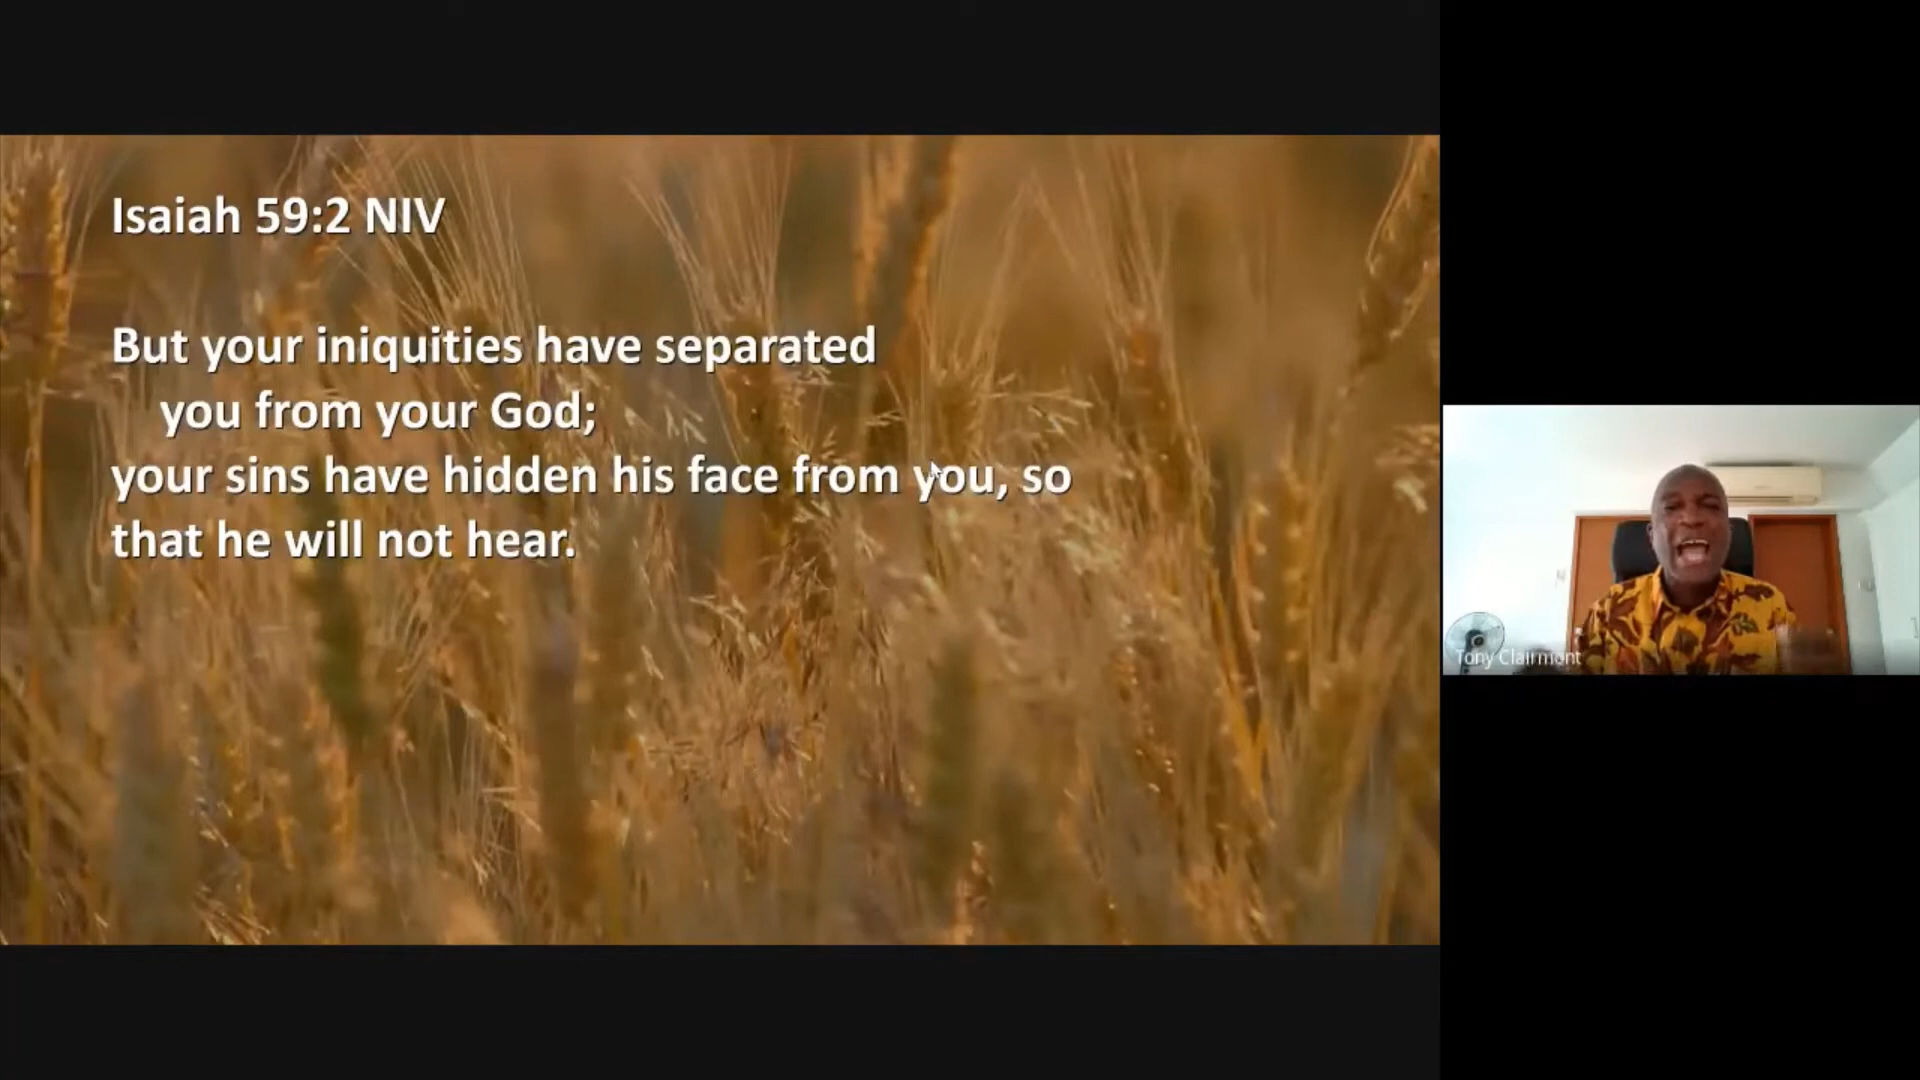 Isaiah 59:2 NIV
But your iniquities have separated
you from your God;
your sins have hidden his face from you, so
that he will not hear.
Tony Clairmont